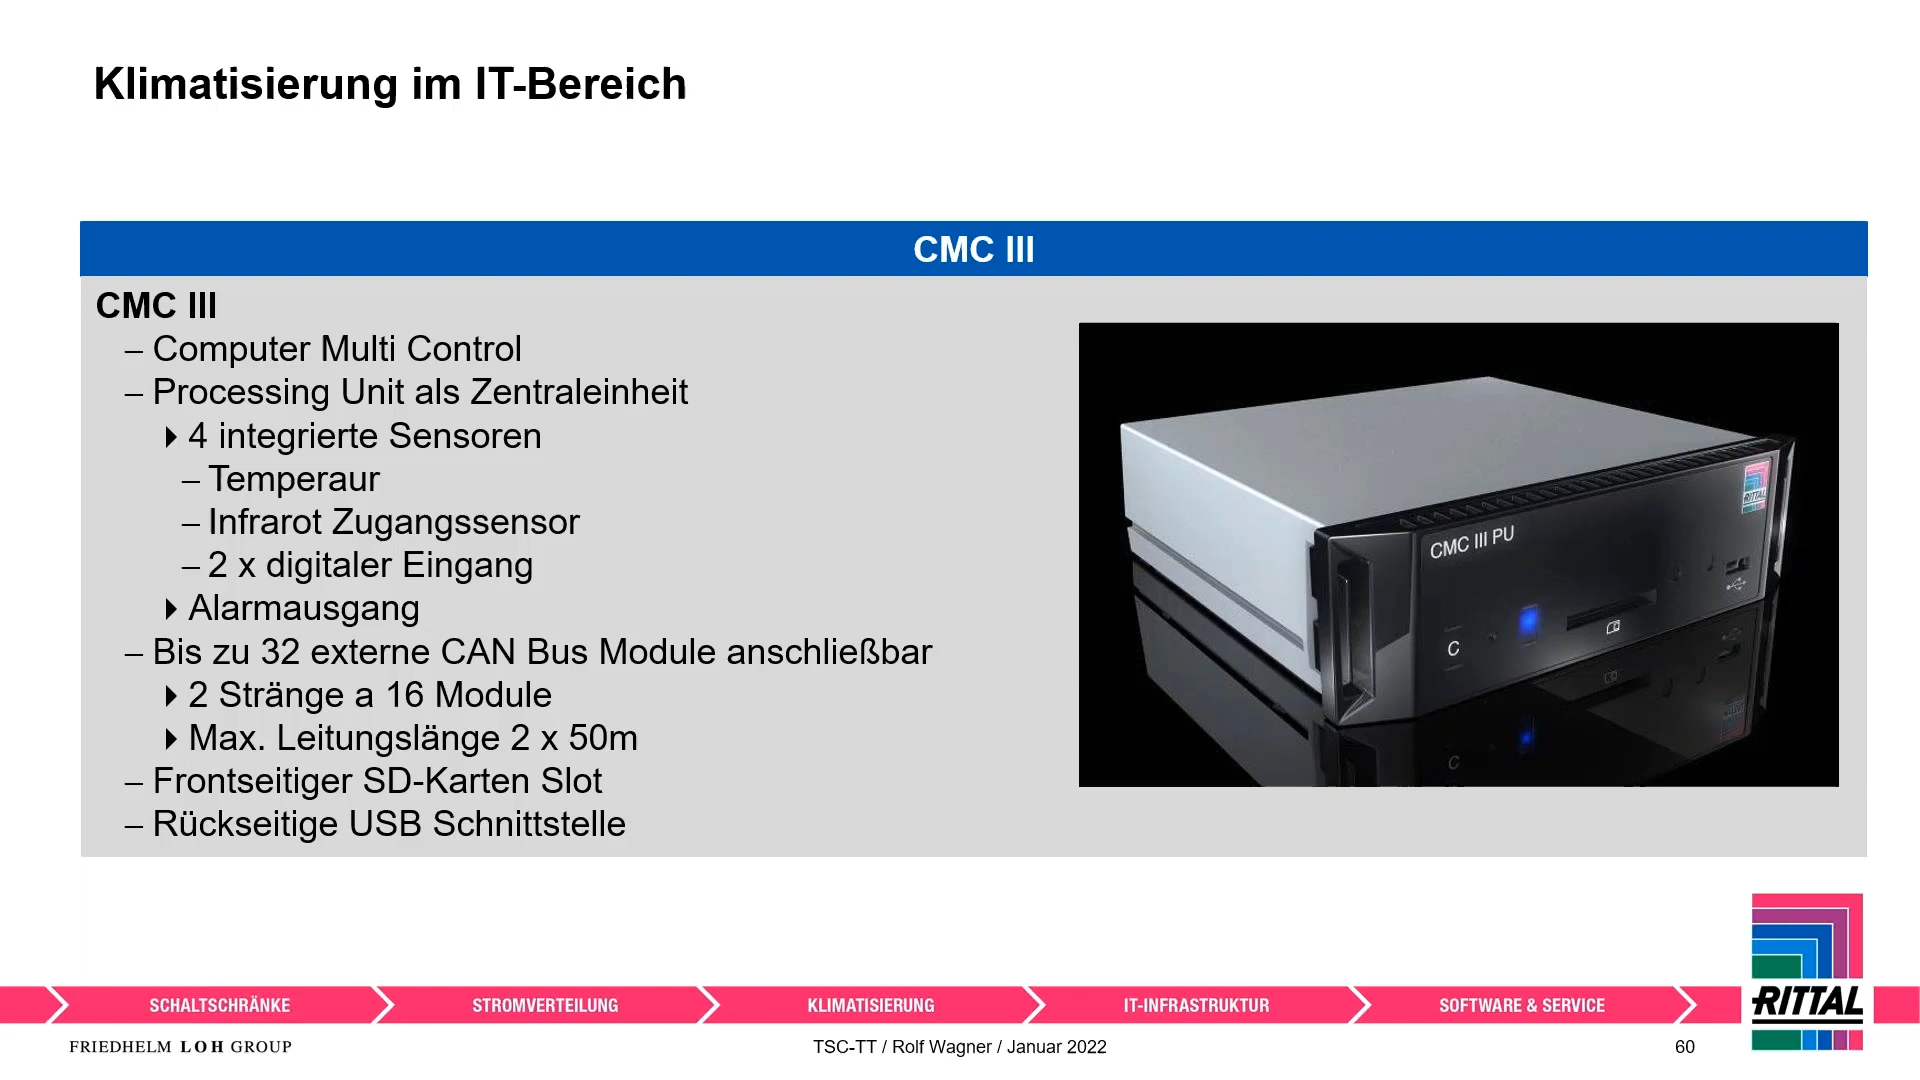 Klimatisierung im IT-Bereich
CMC III
CMC III
– Computer Multi Control
– Processing Unit als Zentraleinheit
4 integrierte Sensoren
– Temperaur
– Infrarot Zugangssensor
– 2 x digitaler Eingang
Alarmausgang
– Bis zu 32 externe CAN Bus Module anschließbar
2 Stränge a 16 Module
Max. Leitungslänge 2 x 50m
– Frontseitiger SD-Karten Slot
– Rückseitige USB Schnittstelle
RITTAL
CMC III PU
C
SCHALTSCHRÄNKE
STROMVERTEILUNG
KLIMATISIERUNG
IT-INFRASTRUKTUR
SOFTWARE & SERVICE
RITTAL
FRIEDHELM LOH GROUP
TSC-TT / Rolf Wagner / Januar 2022
60